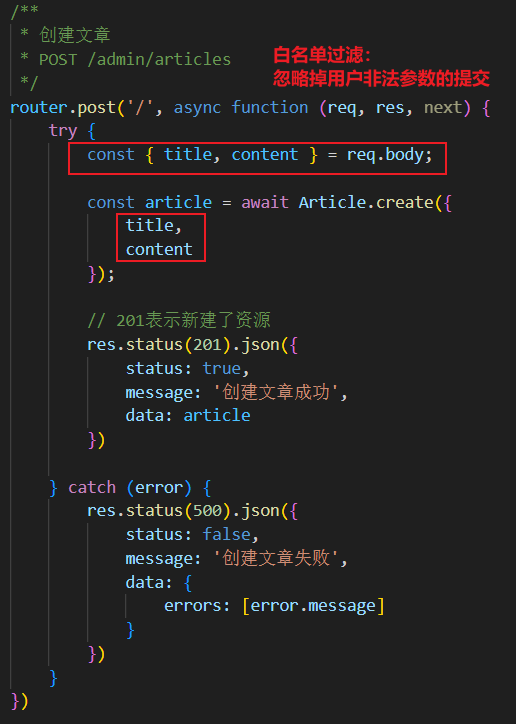 /**
 * 创建文章
 * POST /admin/articles
 */
白名单过滤:
忽略掉用户非法参数的提交
router.post('/', async function (req, res, next) {
    try {
        const { title, content } = req.body;
        const article = await Article.create({
            title,
            content
        });
        // 201表示新建了资源
        res.status(201).json({
            status: true,
            message: '创建文章成功',
            data: article
        })
    } catch (error) {
        res.status(500).json({
            status: false,
            message: '创建文章失败',
            data: {
                errors: [error.message]
            }
        })
    }
})